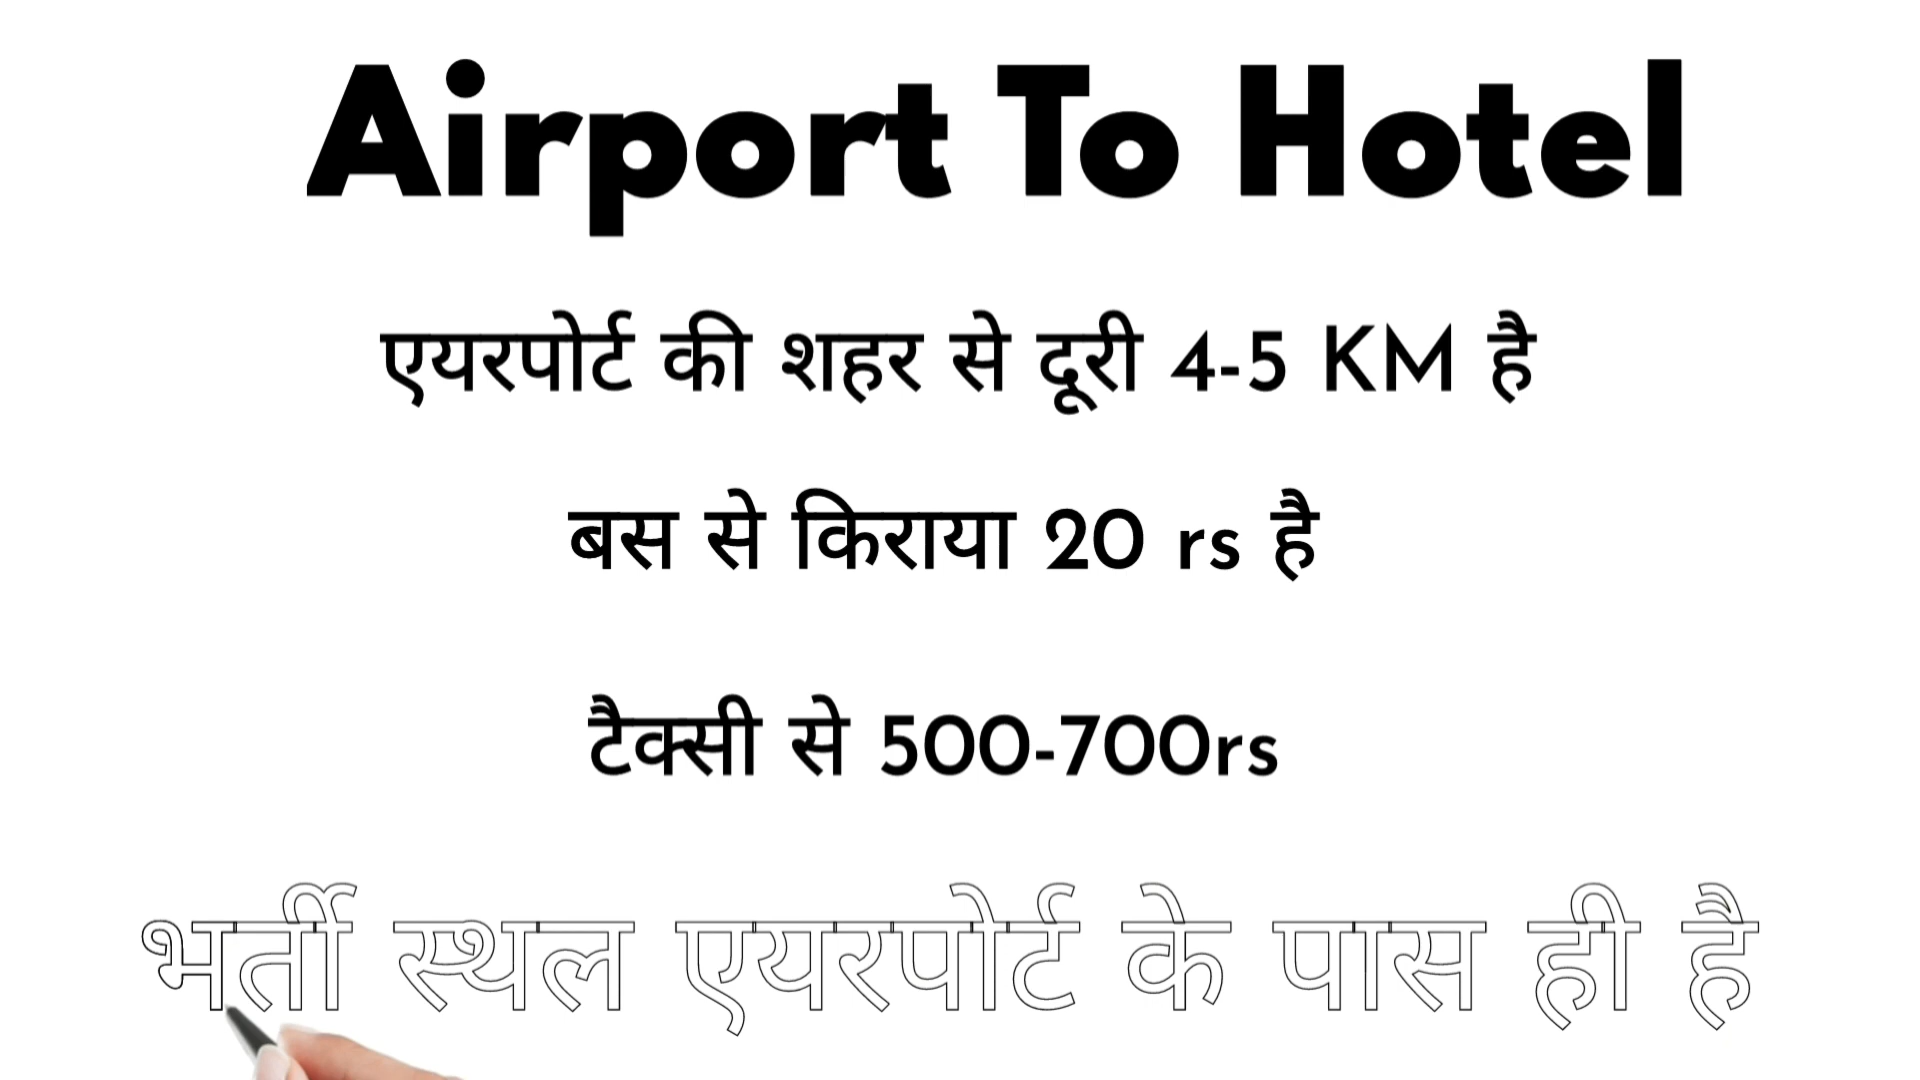 Airport To Hotel
एयरपोर्ट की शहर से दूरी 4-5 KM है
बस से किराया 20 rs है
टैक्सी से 500-700rs
भर्ती स्थल एयरपोर्ट के पास ही है